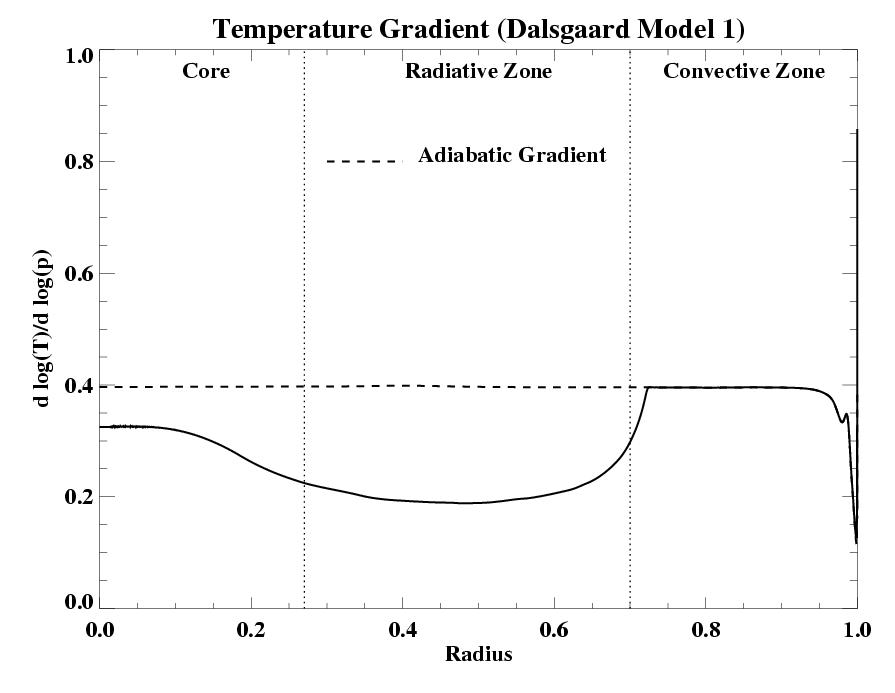 Temperature Gradient (Dalsgaard Model 1)
1.0
Core
Radiative Zone
Convective Zone
0.8
Adiabatic Gradient
0.6
d log(T)/d log(p)
0.4
0.2
0.0
0.0 0.2 0.4 0.6 0.8 1.0
Radius